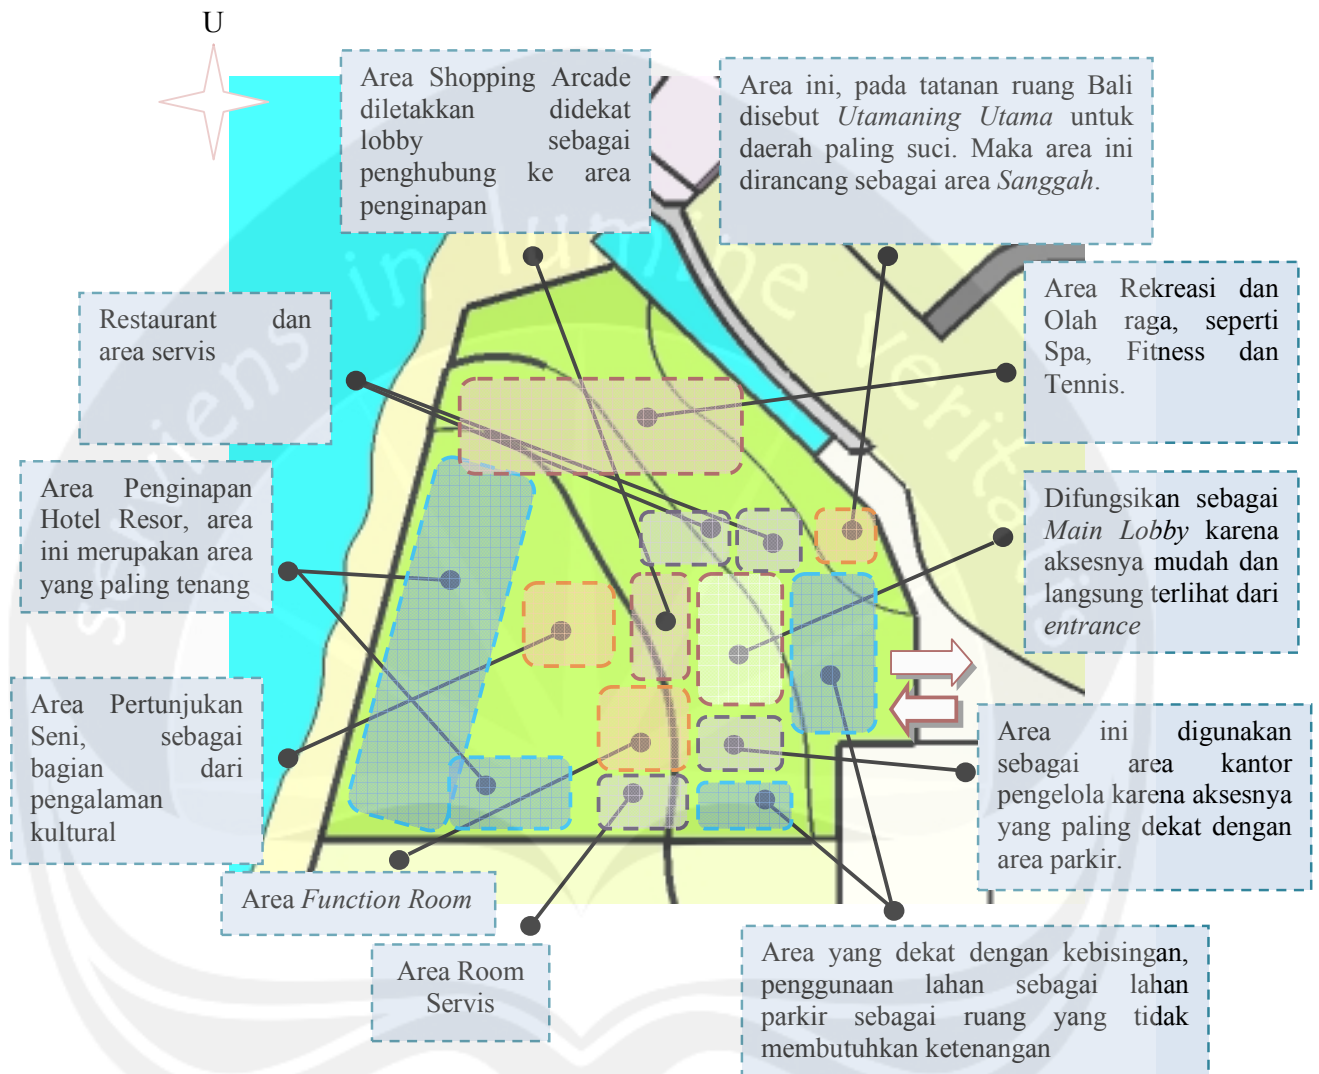 U
Area Shopping Arcade
diletakkan didekat
lobby sebagai
penghubung ke area
penginapan
Area ini, pada tatanan ruang Bali
disebut Utamaning Utama untuk
daerah paling suci. Maka area ini
dirancang sebagai area Sanggah.
Restaurant dan
area servis
Area Rekreasi dan
Olah raga, seperti
Spa, Fitness dan
Tennis.
Area Penginapan
Hotel Resor, area
ini merupakan area
yang paling tenang
Difungsikan sebagai
Main Lobby karena
aksesnya mudah dan
langsung terlihat dari
entrance
Area Pertunjukan
Seni, sebagai
bagian dari
pengalaman
kultural
Area ini digunakan
sebagai area kantor
pengelola karena aksesnya
yang paling dekat dengan
area parkir.
Area Function Room
Area Room
Servis
Area yang dekat dengan kebisingan,
penggunaan lahan sebagai lahan
parkir sebagai ruang yang tidak
membutuhkan ketenangan
serviens in lumine veritatis